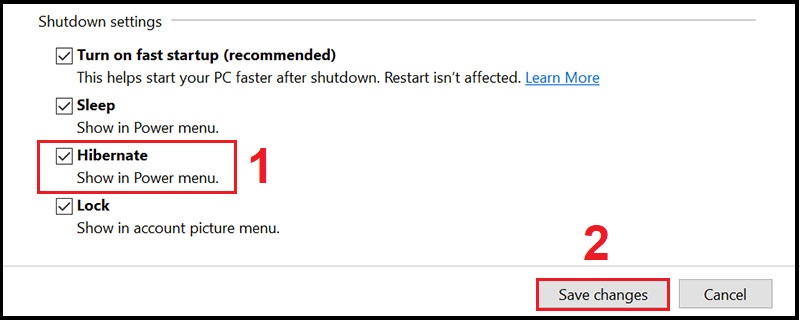 Shutdown settings
Turn on fast startup (recommended)
This helps start your PC faster after shutdown. Restart isn't affected. Learn More
Sleep
Show in Power menu.
Hibernate
Show in Power menu.
1
Lock
Show in account picture menu.
2
Save changes
Cancel